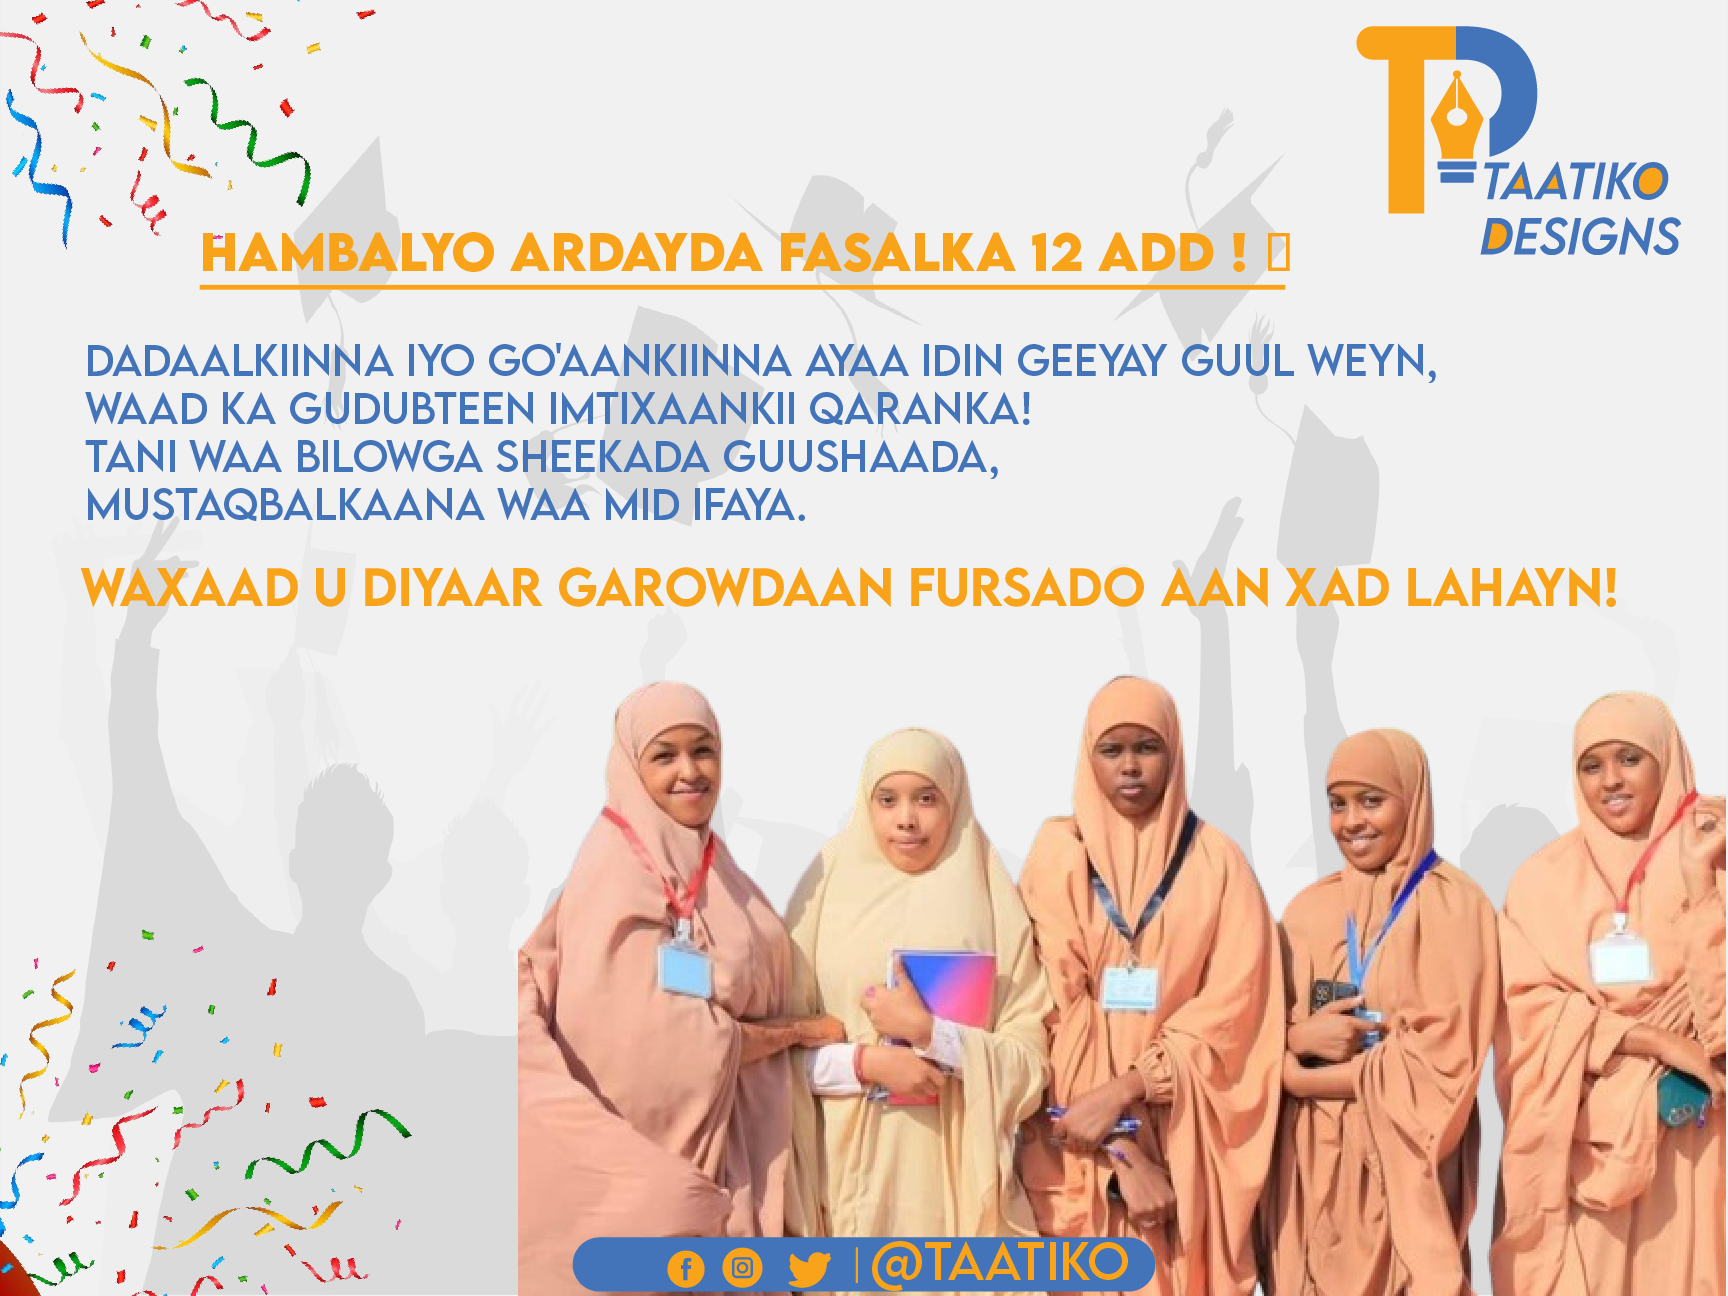 TAATIKO
DESIGNS
HAMBALYO ARDAYDA FASALKA 12 ADD !
DADAALKIINNA IYO GO'AANKIINNA AYAA IDIN GEEYAY GUUL WEYN,
WAAD KA GUDUBTEEN IMTIXAANKII QARANKA!
TANI WAA BILOWGA SHEEKADA GUUSHAADA,
MUSTAQBALKAANA WAA MID IFAYA.
WAXAAD U DIYAAR GAROWDAAN FURSADO AAN XAD LAHAYN!
| @TAATIKO